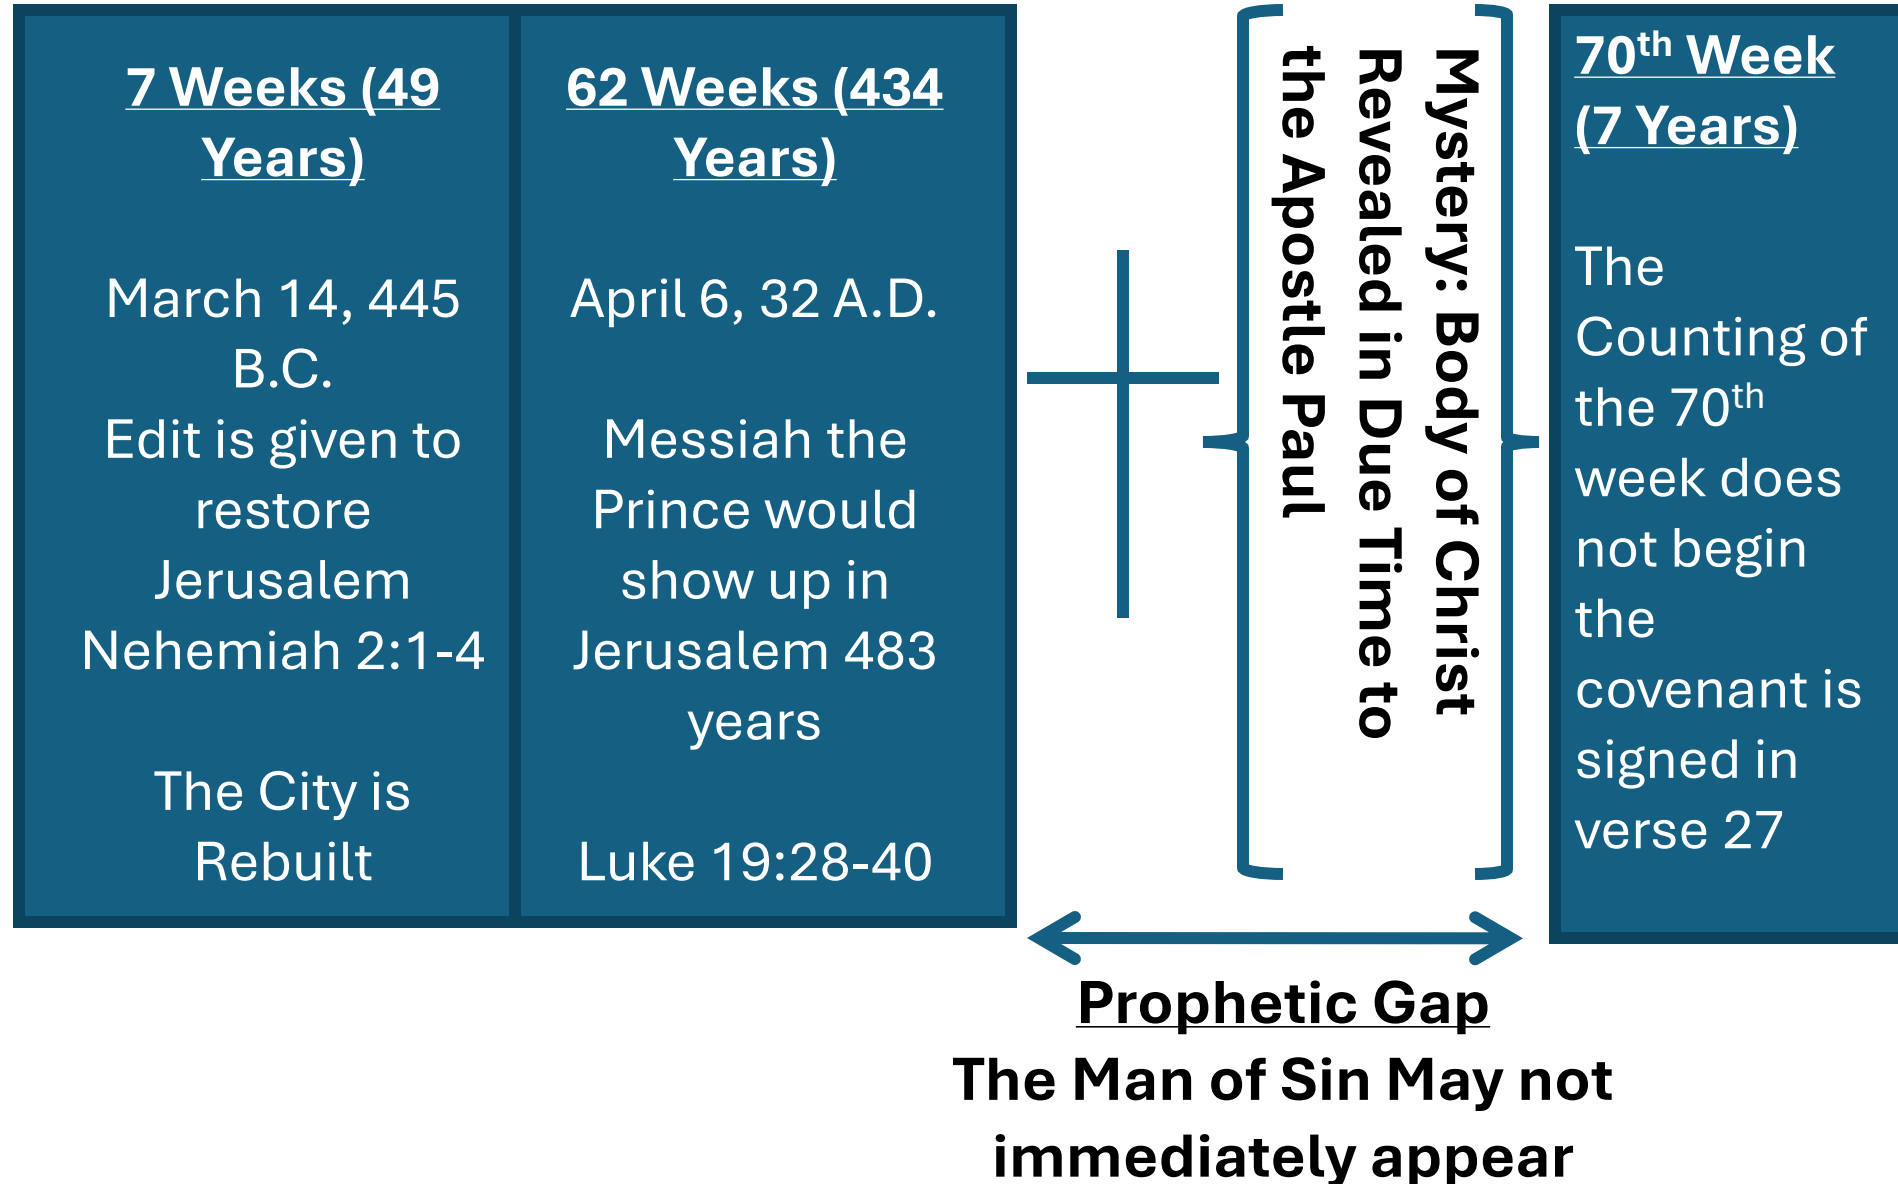 7 Weeks (49
Years)
March 14, 445
B.C.
Edit is given to
restore
Jerusalem
Nehemiah 2:1-4
The City is
Rebuilt
62 Weeks (434
Years)
April 6, 32 A.D.
Messiah the
Prince would
show up in
Jerusalem 483
years
Luke 19:28-40
Mystery: Body of Christ
Revealed in Due Time to
the Apostle Paul
70th Week
(7 Years)
The
Counting of
the 70th
week does
not begin
the
covenant is
signed in
verse 27
Prophetic Gap
The Man of Sin May not
immediately appear